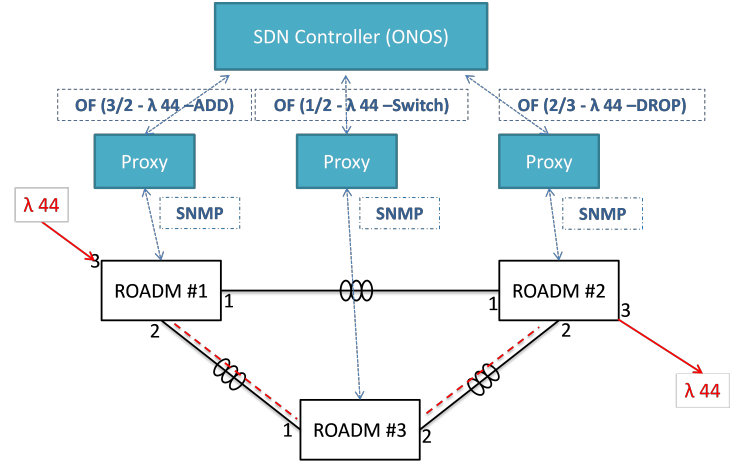 SDN Controller (ONOS)
OF (3/2 - λ 44 –ADD)
OF (1/2 - λ 44 –Switch)
OF (2/3 - λ 44 –DROP)
Proxy
Proxy
Proxy
λ 44
SNMP
SNMP
SNMP
3
ROADM #1
1
2
1
ROADM #2
3
2
λ 44
1
ROADM #3
2